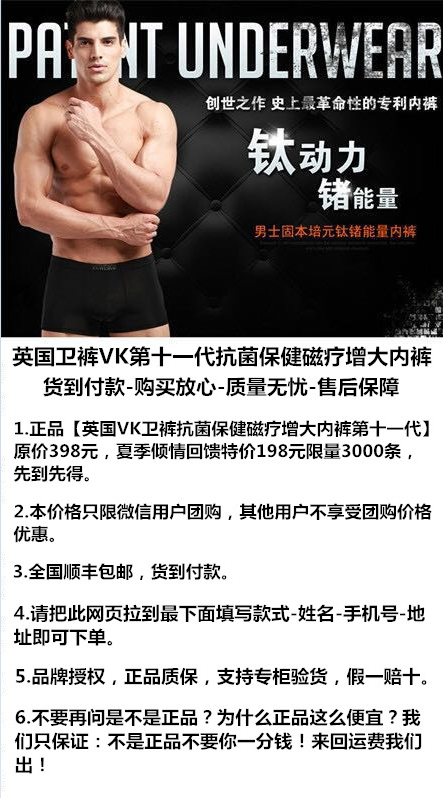 PATENT UNDERWEAR
创世之作 史上最革命性的专利内裤
钛动力
锗能量
男士固本培元钛锗能量内裤
英国卫裤VK第十一代抗菌保健磁疗增大内裤
货到付款-购买放心-质量无忧-售后保障
1.正品【英国VK卫裤抗菌保健磁疗增大内裤第十一代】
原价398元，夏季倾情回馈特价198元限量3000条，
先到先得。
2.本价格只限微信用户团购，其他用户不享受团购价格
优惠。
3.全国顺丰包邮，货到付款。
4.请把此网页拉到最下面填写款式-姓名-手机号-地
址即可下单。
5.品牌授权，正品质保，支持专柜验货，假一赔十。
6.不要再问是不是正品？为什么正品这么便宜？我
们只保证：不是正品不要你一分钱！来回运费我们
出！